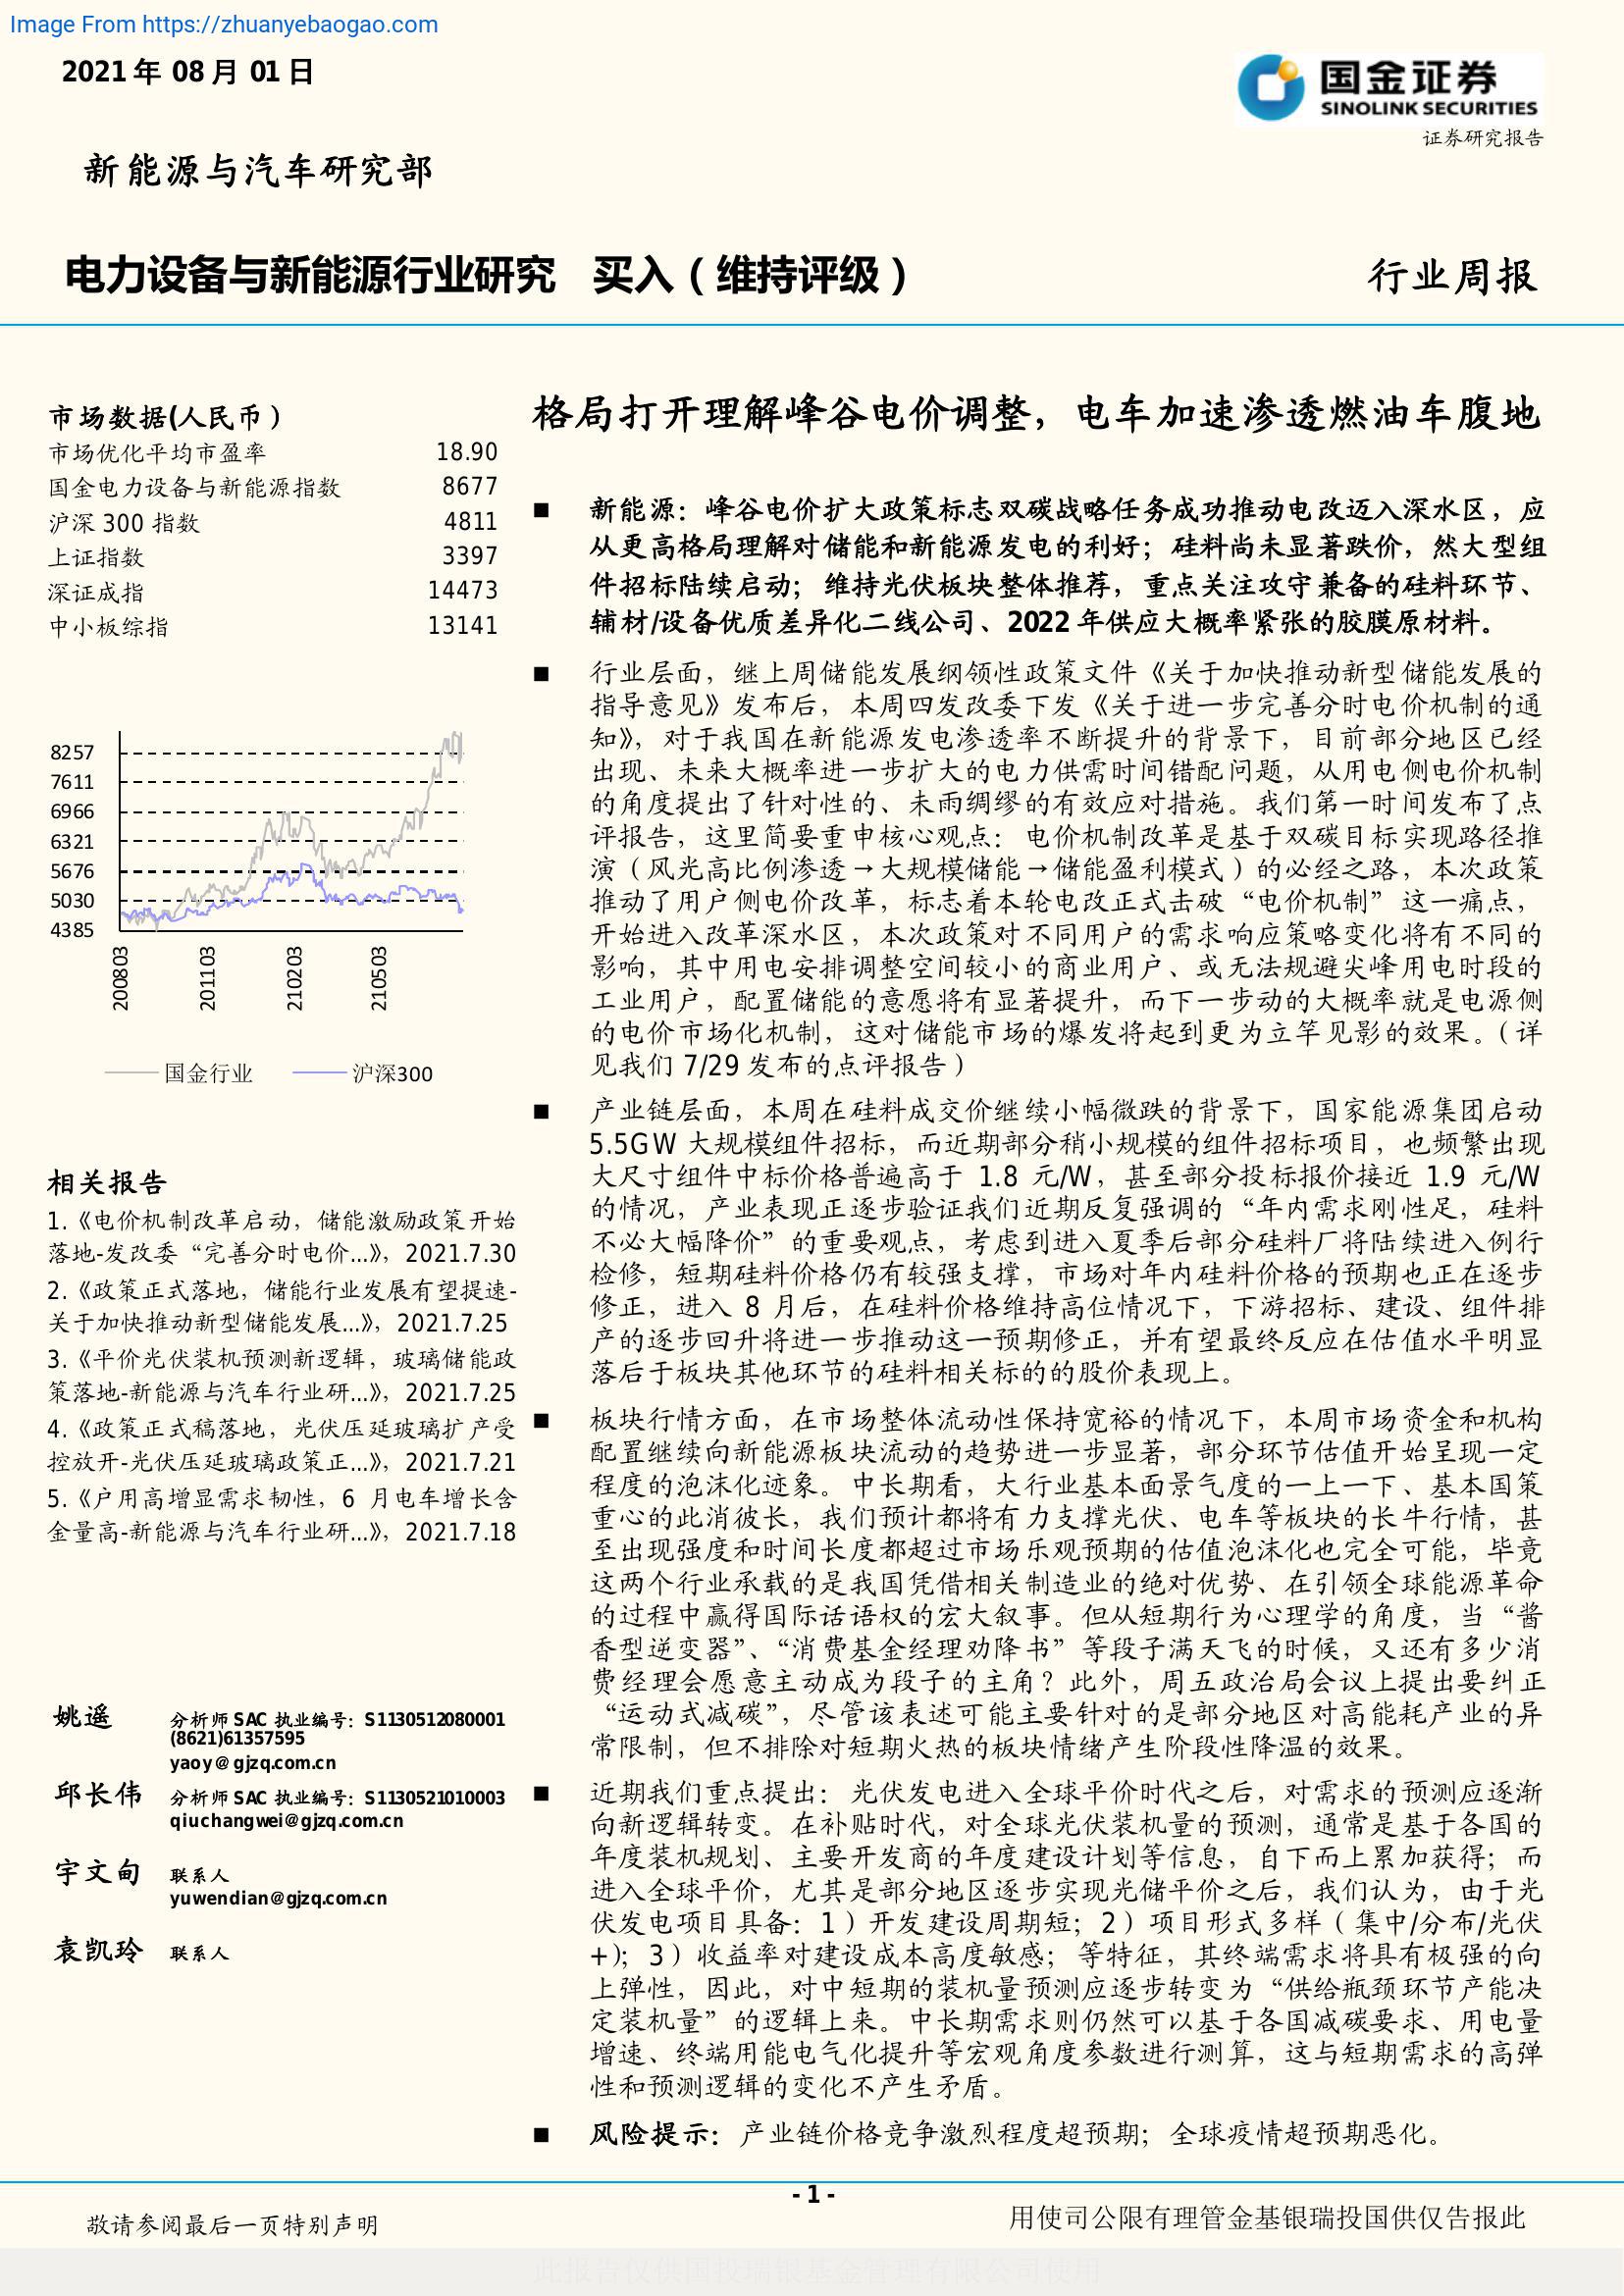 Image From https://zhuanyebaogao.com
2021 年 08 月 01 日
国金证券
SINOLINK SECURITIES
证券研究报告
新能源与汽车研究部
电力设备与新能源行业研究 买入（维持评级）
行业周报
市场数据(人民币）
市场优化平均市盈率 18.90
国金电力设备与新能源指数 8677
沪深 300 指数 4811
上证指数 3397
深证成指 14473
中小板综指 13141
8257
7611
6966
6321
5676
5030
4385
200803
201103
210203
210503
国金行业 沪深300
相关报告
1.《电价机制改革启动，储能激励政策开始
落地-发改委“完善分时电价...》，2021.7.30
2.《政策正式落地，储能行业发展有望提速-
关于加快推动新型储能发展...》，2021.7.25
3.《平价光伏装机预测新逻辑，玻璃储能政
策落地-新能源与汽车行业研...》，2021.7.25
4.《政策正式稿落地，光伏压延玻璃扩产受
控放开-光伏压延玻璃政策正...》，2021.7.21
5.《户用高增显需求韧性，6 月电车增长含
金量高-新能源与汽车行业研...》，2021.7.18
姚遥 分析师 SAC 执业编号：S1130512080001
(8621)61357595
yaoy＠gjzq.com.cn
邱长伟 分析师 SAC 执业编号：S1130521010003
qiuchangwei@gjzq.com.cn
宇文甸 联系人
yuwendian@gjzq.com.cn
袁凯玲 联系人
格局打开理解峰谷电价调整，电车加速渗透燃油车腹地
■ 新能源：峰谷电价扩大政策标志双碳战略任务成功推动电改迈入深水区，应
从更高格局理解对储能和新能源发电的利好；硅料尚未显著跌价，然大型组
件招标陆续启动；维持光伏板块整体推荐，重点关注攻守兼备的硅料环节、
辅材/设备优质差异化二线公司、2022 年供应大概率紧张的胶膜原材料。
■ 行业层面，继上周储能发展纲领性政策文件《关于加快推动新型储能发展的
指导意见》发布后，本周四发改委下发《关于进一步完善分时电价机制的通
知》，对于我国在新能源发电渗透率不断提升的背景下，目前部分地区已经
出现、未来大概率进一步扩大的电力供需时间错配问题，从用电侧电价机制
的角度提出了针对性的、未雨绸缪的有效应对措施。我们第一时间发布了点
评报告，这里简要重申核心观点：电价机制改革是基于双碳目标实现路径推
演（风光高比例渗透→大规模储能→储能盈利模式）的必经之路，本次政策
推动了用户侧电价改革，标志着本轮电改正式击破“电价机制”这一痛点，
开始进入改革深水区，本次政策对不同用户的需求响应策略变化将有不同的
影响，其中用电安排调整空间较小的商业用户、或无法规避尖峰用电时段的
工业用户，配置储能的意愿将有显著提升，而下一步动的大概率就是电源侧
的电价市场化机制，这对储能市场的爆发将起到更为立竿见影的效果。（详
见我们 7/29 发布的点评报告）
■ 产业链层面，本周在硅料成交价继续小幅微跌的背景下，国家能源集团启动
5.5GW 大规模组件招标，而近期部分稍小规模的组件招标项目，也频繁出现
大尺寸组件中标价格普遍高于 1.8 元/W，甚至部分投标报价接近 1.9 元/W
的情况，产业表现正逐步验证我们近期反复强调的“年内需求刚性足，硅料
不必大幅降价”的重要观点，考虑到进入夏季后部分硅料厂将陆续进入例行
检修，短期硅料价格仍有较强支撑，市场对年内硅料价格的预期也正在逐步
修正，进入 8 月后，在硅料价格维持高位情况下，下游招标、建设、组件排
产的逐步回升将进一步推动这一预期修正，并有望最终反应在估值水平明显
落后于板块其他环节的硅料相关标的的股价表现上。
■ 板块行情方面，在市场整体流动性保持宽裕的情况下，本周市场资金和机构
配置继续向新能源板块流动的趋势进一步显著，部分环节估值开始呈现一定
程度的泡沫化迹象。中长期看，大行业基本面景气度的一上一下、基本国策
重心的此消彼长，我们预计都将有力支撑光伏、电车等板块的长牛行情，甚
至出现强度和时间长度都超过市场乐观预期的估值泡沫化也完全可能，毕竟
这两个行业承载的是我国凭借相关制造业的绝对优势、在引领全球能源革命
的过程中赢得国际话语权的宏大叙事。但从短期行为心理学的角度，当“酱
香型逆变器”、“消费基金经理劝降书”等段子满天飞的时候，又还有多少消
费经理会愿意主动成为段子的主角？此外，周五政治局会议上提出要纠正
“运动式减碳”，尽管该表述可能主要针对的是部分地区对高能耗产业的异
常限制，但不排除对短期火热的板块情绪产生阶段性降温的效果。
■ 近期我们重点提出：光伏发电进入全球平价时代之后，对需求的预测应逐渐
向新逻辑转变。在补贴时代，对全球光伏装机量的预测，通常是基于各国的
年度装机规划、主要开发商的年度建设计划等信息，自下而上累加获得；而
进入全球平价，尤其是部分地区逐步实现光储平价之后，我们认为，由于光
伏发电项目具备：1）开发建设周期短；2）项目形式多样（集中/分布/光伏
+）；3）收益率对建设成本高度敏感；等特征，其终端需求将具有极强的向
上弹性，因此，对中短期的装机量预测应逐步转变为“供给瓶颈环节产能决
定装机量”的逻辑上来。中长期需求则仍然可以基于各国减碳要求、用电量
增速、终端用能电气化提升等宏观角度参数进行测算，这与短期需求的高弹
性和预测逻辑的变化不产生矛盾。
■ 风险提示：产业链价格竞争激烈程度超预期；全球疫情超预期恶化。
- 1 -
敬请参阅最后一页特别声明
用使司公限有理管金基银瑞投国供仅告报此
此报告仅供国投瑞银基金管理有限公司使用